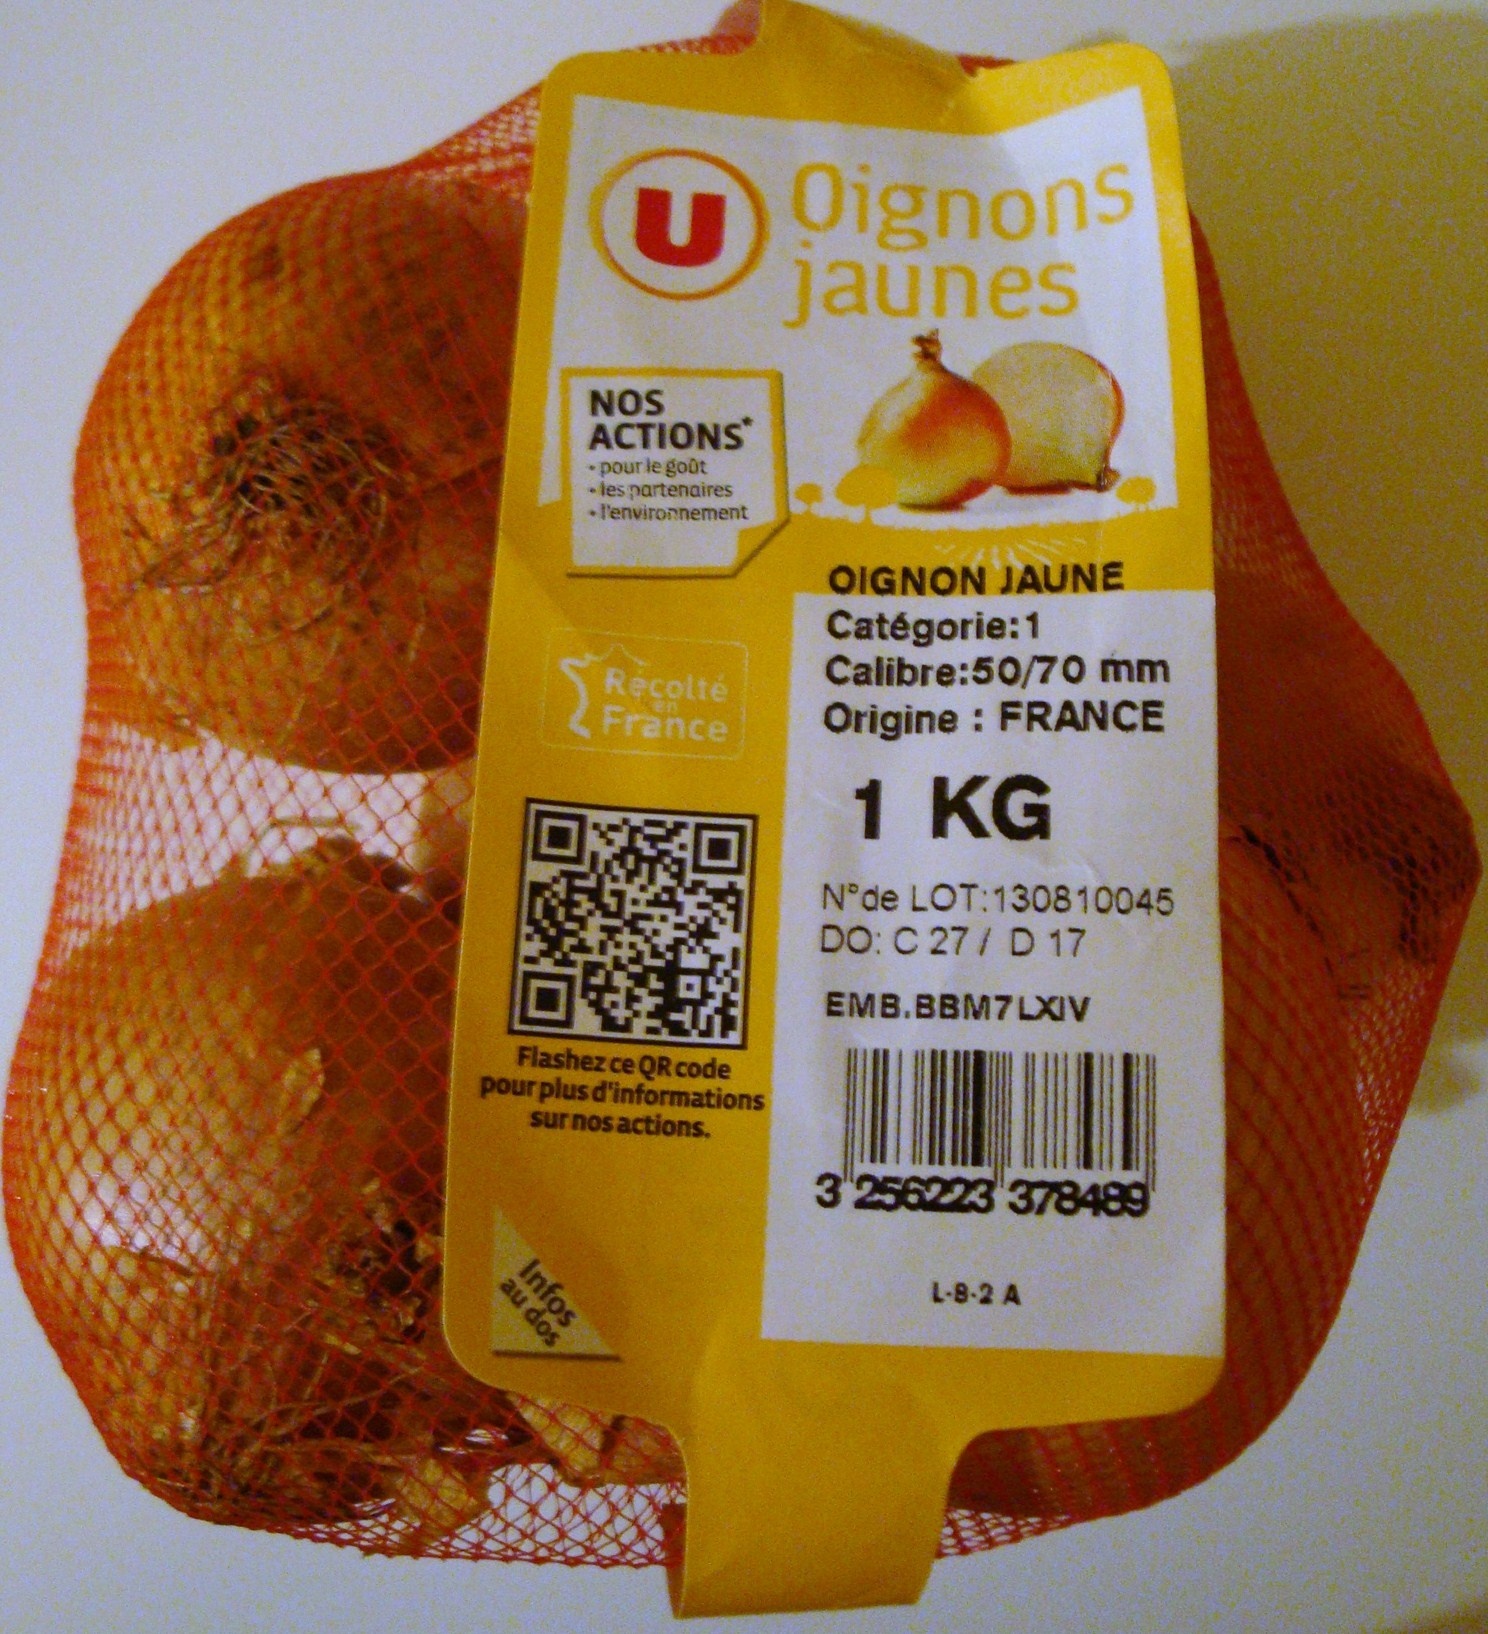 U
Oignons
jaunes
NOS
ACTIONS*
• pour le goût
• les partenaires
• l'environnement
OIGNON JAUNE
Catégorie:1
Calibre:50/70 mm
Origine : FRANCE
Récolté
en
France
1 KG
N°de LOT:130810045
DO: C 27 / D 17
EMB.BBM7LXIV
Flashez ce QR code
pour plus d'informations
sur nos actions.
3 256223 378489
Infos
au dos
L-8-2 A